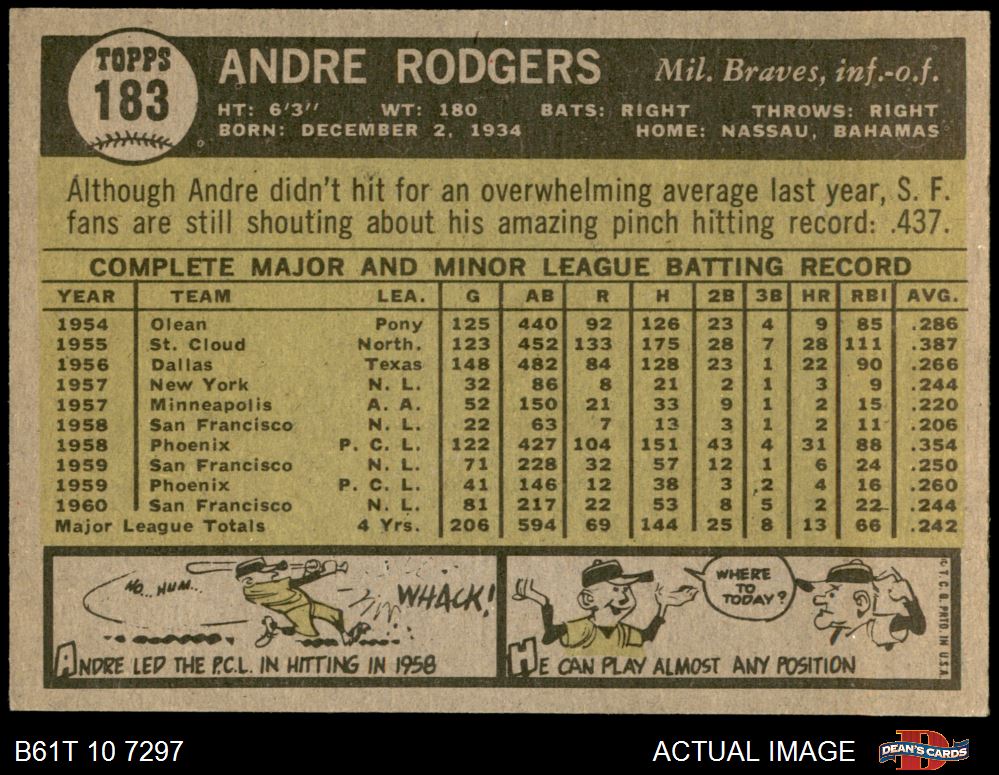 TOPPS
183
ANDRE RODGERS Mil. Braves, inf.-o.f.
HT: 6'3" WT: 180 BATS: RIGHT THROWS: RIGHT
BORN: DECEMBER 2, 1934 HOME: NASSAU, BAHAMAS
Although Andre didn't hit for an overwhelming average last year, S. F.
fans are still shouting about his amazing pinch hitting record: .437.
COMPLETE MAJOR AND MINOR LEAGUE BATTING RECORD
YEAR TEAM LEA. G AB R H 2B 3B HR RBI AVG.
1954 Olean Pony 125 440 92 126 23 4 9 85 .286
1955 St. Cloud North. 123 452 133 175 28 7 28 111 .387
1956 Dallas Texas 148 482 84 128 23 1 22 90 .266
1957 New York N. L. 32 86 8 21 2 1 3 9 .244
1957 Minneapolis A. A. 52 150 21 33 9 1 2 15 .220
1958 San Francisco N. L. 22 63 7 13 3 1 2 11 .206
1958 Phoenix P. C. L. 122 427 104 151 43 4 31 88 .354
1959 San Francisco N. L. 71 228 32 57 12 1 6 24 .250
1959 Phoenix P. C. L. 41 146 12 38 3 2 4 16 .260
1960 San Francisco N. L. 81 217 22 53 8 5 2 22 .244
Major League Totals 4 Yrs. 206 594 69 144 25 8 13 66 .242
HO.. HUM...
WHACK!
ANDRE LED THE P.C.L. IN HITTING IN 1958
WHERE
TO
TODAY?
HE CAN PLAY ALMOST ANY POSITION
© T. C. G. PRTD. IN U.S.A.
B61T 10 7297 ACTUAL IMAGE DEAN'S CARDS